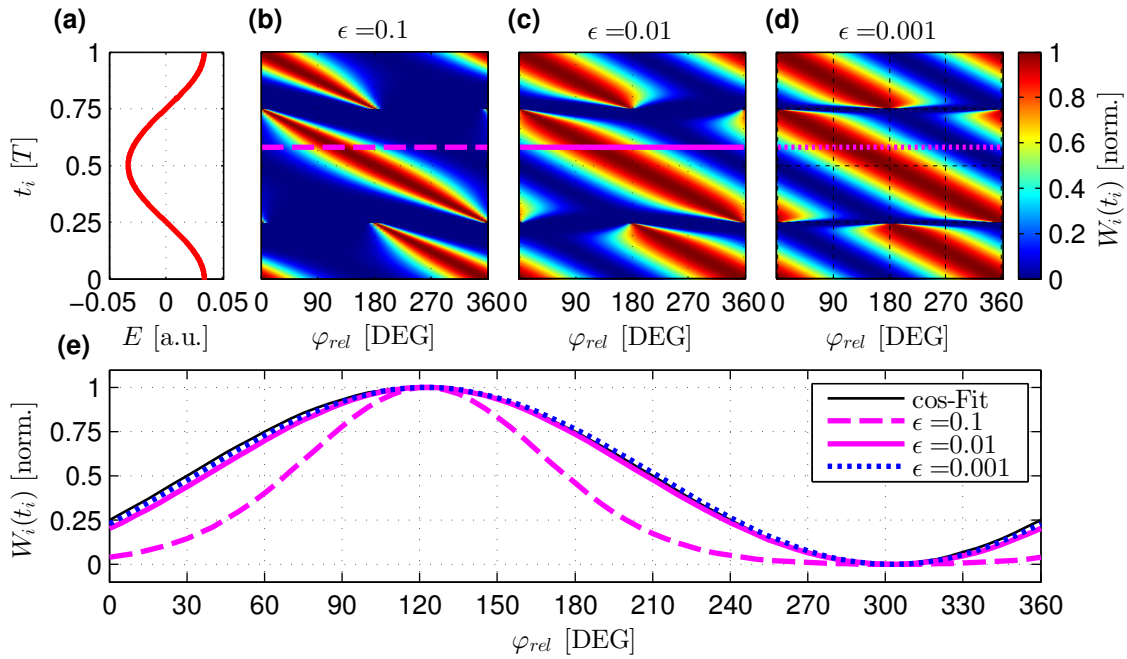 (a) (b) (c) (d)
ϵ =0.1 ϵ =0.01 ϵ =0.001
1 1
0.75 0.8
0.5 0.6
0.25 0.4
0 0.2
0
t_i [T]
W_i(t_i) [norm.]
−0.05 0 0.05 0 90 180 270 360 0 90 180 270 360 0 90 180 270 360
E [a.u.] φ_rel [DEG] φ_rel [DEG] φ_rel [DEG]
(e)
1
0.75
0.5
0.25
0
W_i(t_i) [norm.]
cos-Fit
ϵ =0.1
ϵ =0.01
ϵ =0.001
0 30 60 90 120 150 180 210 240 270 300 330 360
φ_rel [DEG]